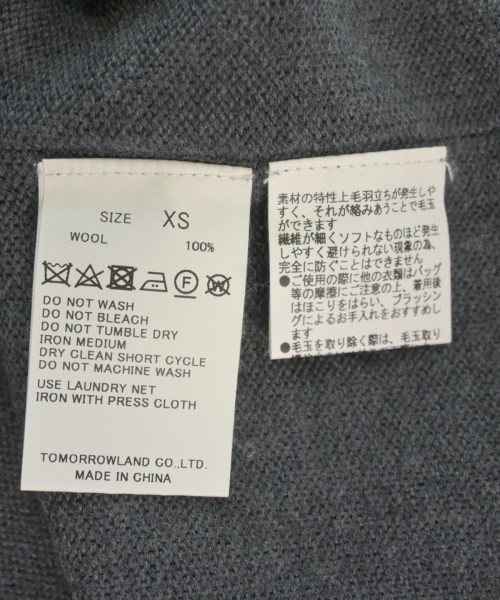 SIZE XS
WOOL 100%
F W
DO NOT WASH
DO NOT BLEACH
DO NOT TUMBLE DRY
IRON MEDIUM
DRY CLEAN SHORT CYCLE
DO NOT MACHINE WASH
USE LAUNDRY NET
IRON WITH PRESS CLOTH
TOMORROWLAND CO.,LTD.
MADE IN CHINA
素材の特性上毛羽立ちが発生しや
すく、それが絡みあうことで毛玉
ができます
繊維が細くソフトなものほど発生
しやすく避けられない現象の為、
完全に防ぐことはできません
●ご使用の際に他の衣類はバッグ
等の摩擦にご注意の上、着用後
はほこりをはらい、ブラッシン
グによるお手入れをおすすめし
ます
●毛玉を取り除く際は、毛玉取り